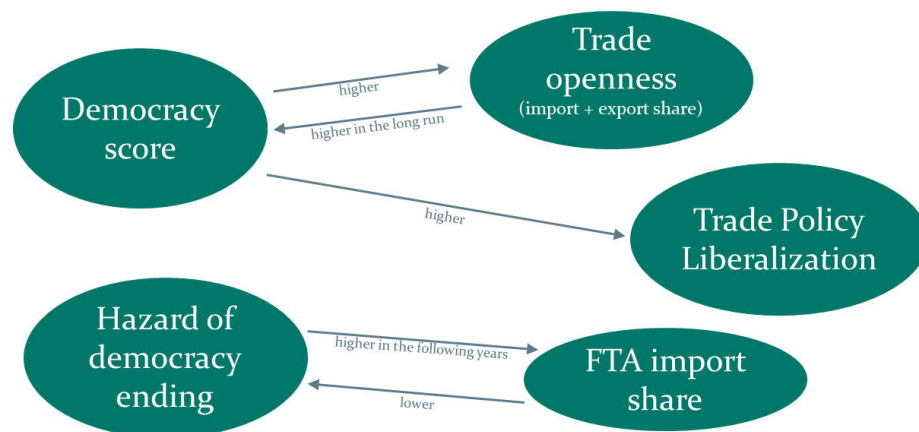 Trade
openness
(import + export share)
higher
Democracy
score
higher in the long run
higher
Trade Policy
Liberalization
Hazard of
democracy
ending
higher in the following years
FTA import
share
lower